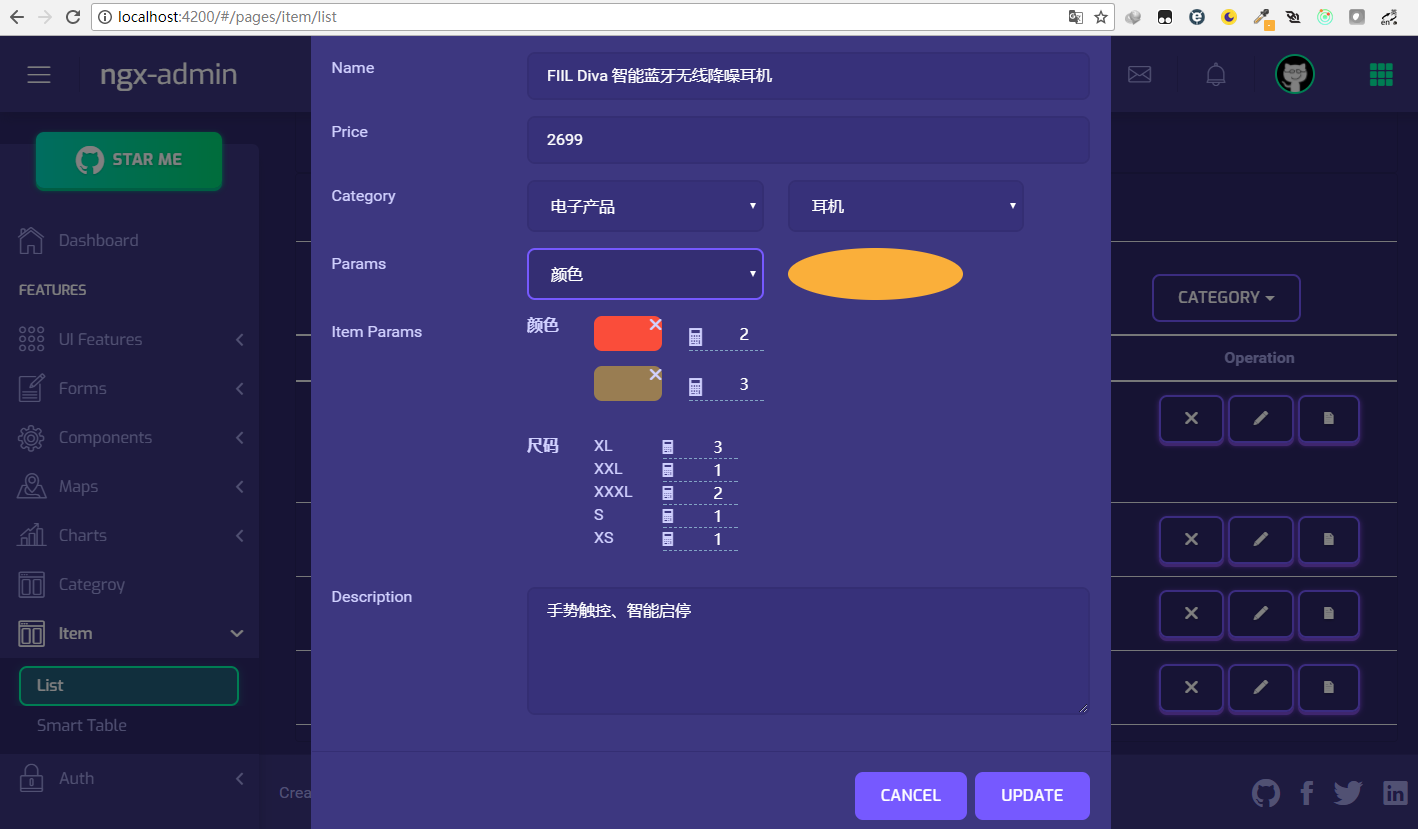 localhost:4200/#/pages/item/list
ngx-admin
STAR ME
Dashboard
FEATURES
UI Features
Forms
Components
Maps
Charts
Categroy
Item
List
Smart Table
Auth
Name
FIIL Diva 智能蓝牙无线降噪耳机
Price
2699
Category
电子产品
耳机
Params
颜色
Item Params
颜色
2
3
尺码
XL 3
XXL 1
XXXL 2
S 1
XS 1
Description
手势触控、智能启停
CANCEL
UPDATE
CATEGORY
Operation
Crea